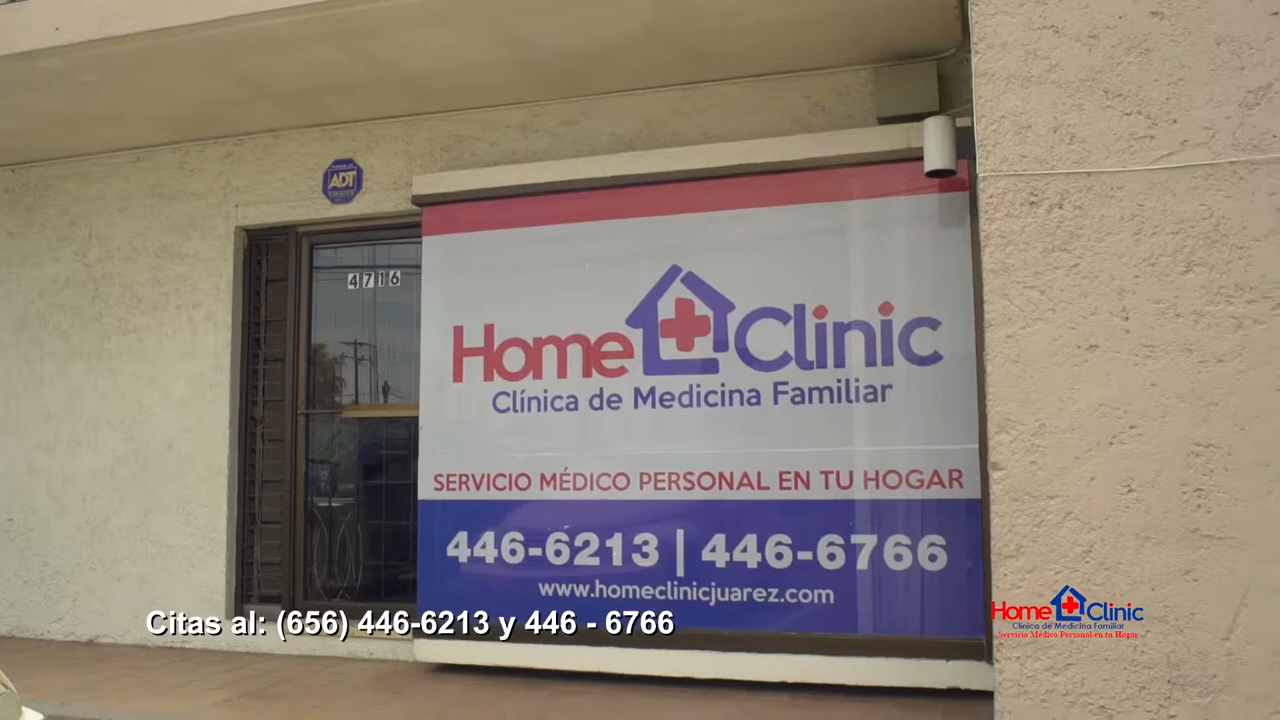 ADT
4716
Home Clinic
Clínica de Medicina Familiar
SERVICIO MÉDICO PERSONAL EN TU HOGAR
446-6213 | 446-6766
www.homeclinicjuarez.com
Citas al: (656) 446-6213 y 446 - 6766
Home Clinic
Clínica de Medicina Familiar
Servicio Médico Personal en tu Hogar